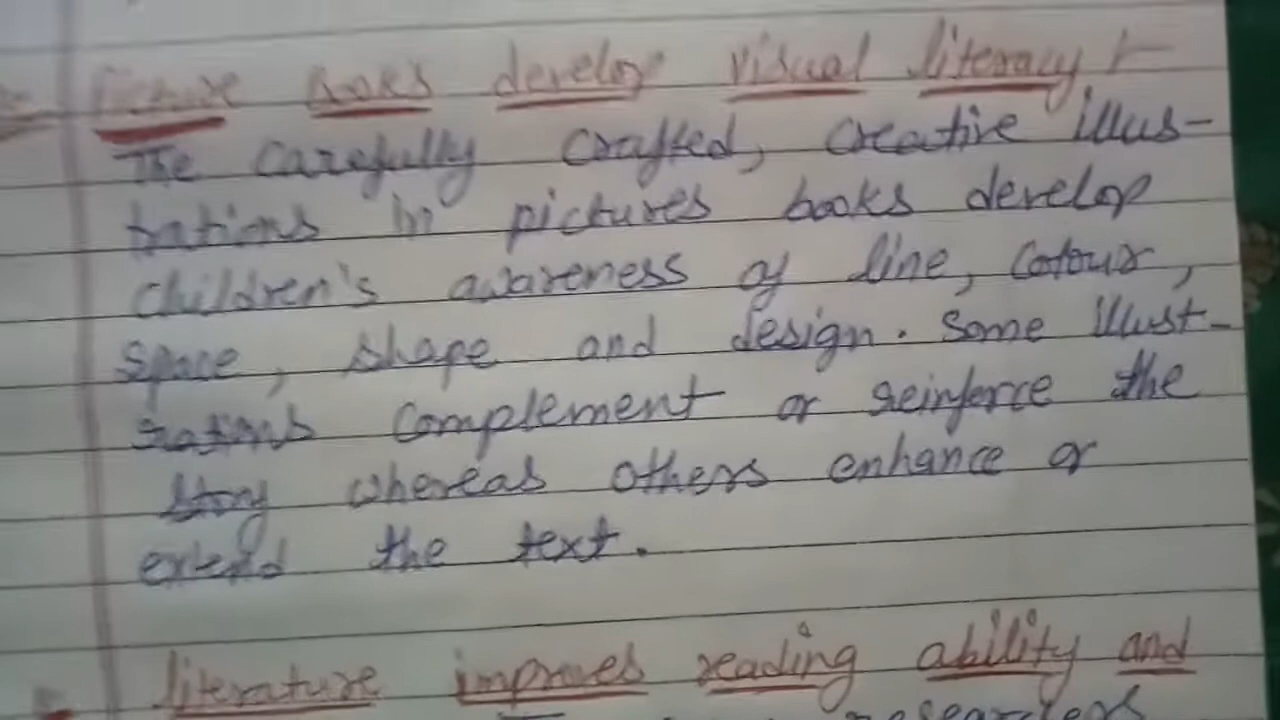 Picture Books develop visual literacy :-
The carefully crafted, creative illus-
trations in pictures books develop
children's awareness of line, colour,
space, shape and design. Some illust-
rations complement or reinforce the
story whereas others enhance or
extend the text.
literature improves reading ability and